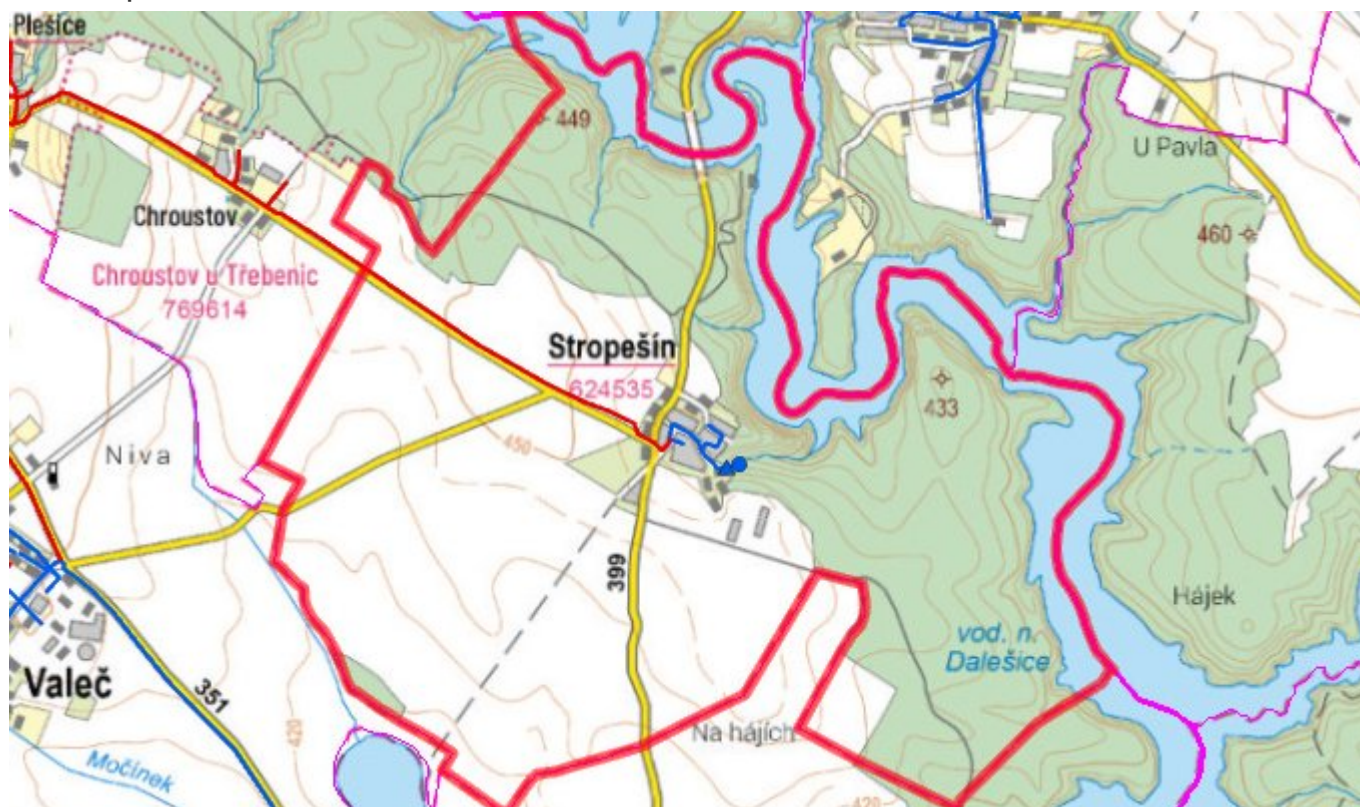 Plešice
449
U Pavla
Chroustov
460
Chroustov u Třebenic
769614
Stropešín
624535
433
450
Niva
399
Hájek
vod. n.
Dalešice
Valeč
351
420
Na hájích
Močínek
420